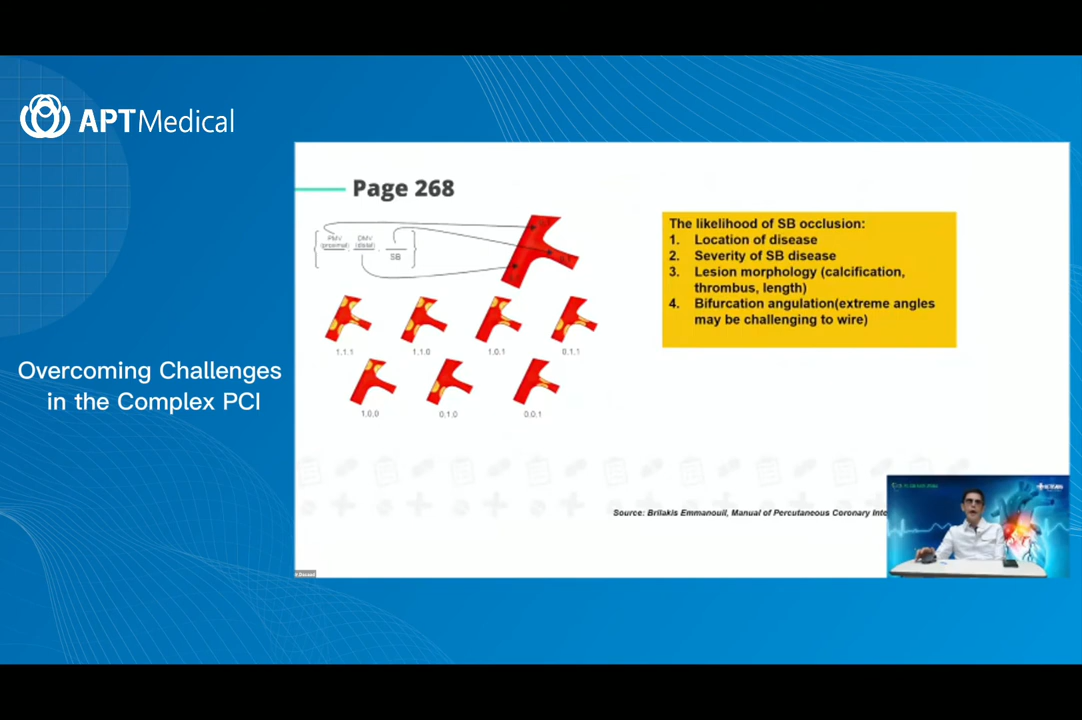 APTMedical
Overcoming Challenges
in the Complex PCI
Page 268
PMV
(proximal)
DMV
(distal)
SB
1.1.1
1.1.0
1.0.1
0.1.1
1.0.0
0.1.0
0.0.1
The likelihood of SB occlusion:
1. Location of disease
2. Severity of SB disease
3. Lesion morphology (calcification,
thrombus, length)
4. Bifurcation angulation(extreme angles
may be challenging to wire)
Source: Brilakis Emmanouil, Manual of Percutaneous Coronary Inte